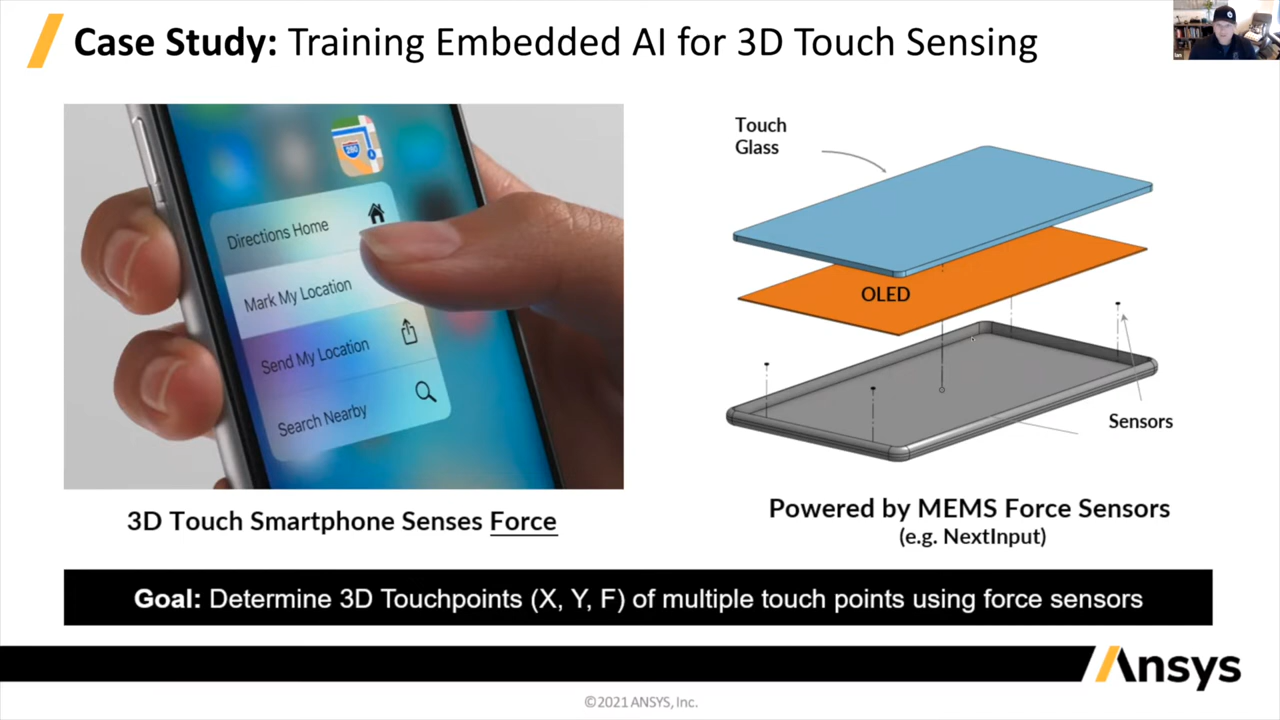 Case Study: Training Embedded AI for 3D Touch Sensing
Directions Home
Mark My Location
Send My Location
Search Nearby
280
Touch
Glass
OLED
Sensors
3D Touch Smartphone Senses Force
Powered by MEMS Force Sensors
(e.g. NextInput)
Goal: Determine 3D Touchpoints (X, Y, F) of multiple touch points using force sensors
Ansys
©2021 ANSYS, Inc.